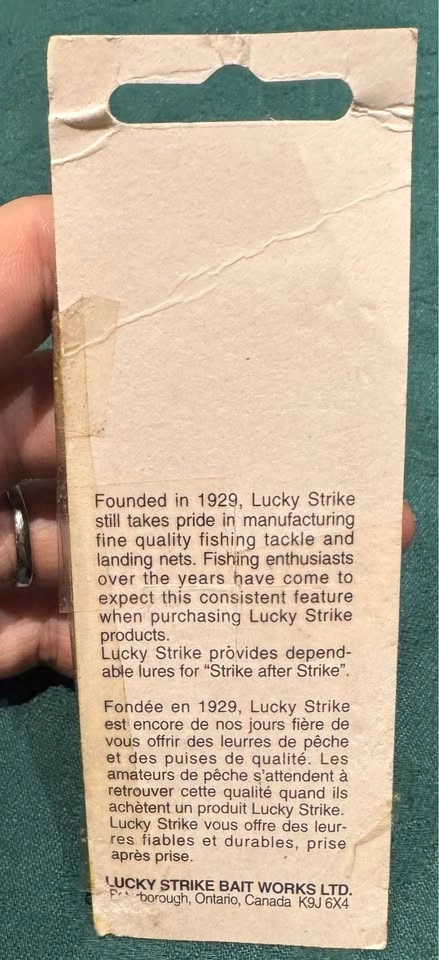 Founded in 1929, Lucky Strike
still takes pride in manufacturing
fine quality fishing tackle and
landing nets. Fishing enthusiasts
over the years have come to
expect this consistent feature
when purchasing Lucky Strike
products.
Lucky Strike provides depend-
able lures for “Strike after Strike”.
Fondée en 1929, Lucky Strike
est encore de nos jours fière de
vous offrir des leurres de pêche
et des puises de qualité. Les
amateurs de pêche s'attendent à
retrouver cette qualité quand ils
achètent un produit Lucky Strike.
Lucky Strike vous offre des leur-
res fiables et durables, prise
après prise.
LUCKY STRIKE BAIT WORKS LTD.
Ontario, Canada K9J 6X4